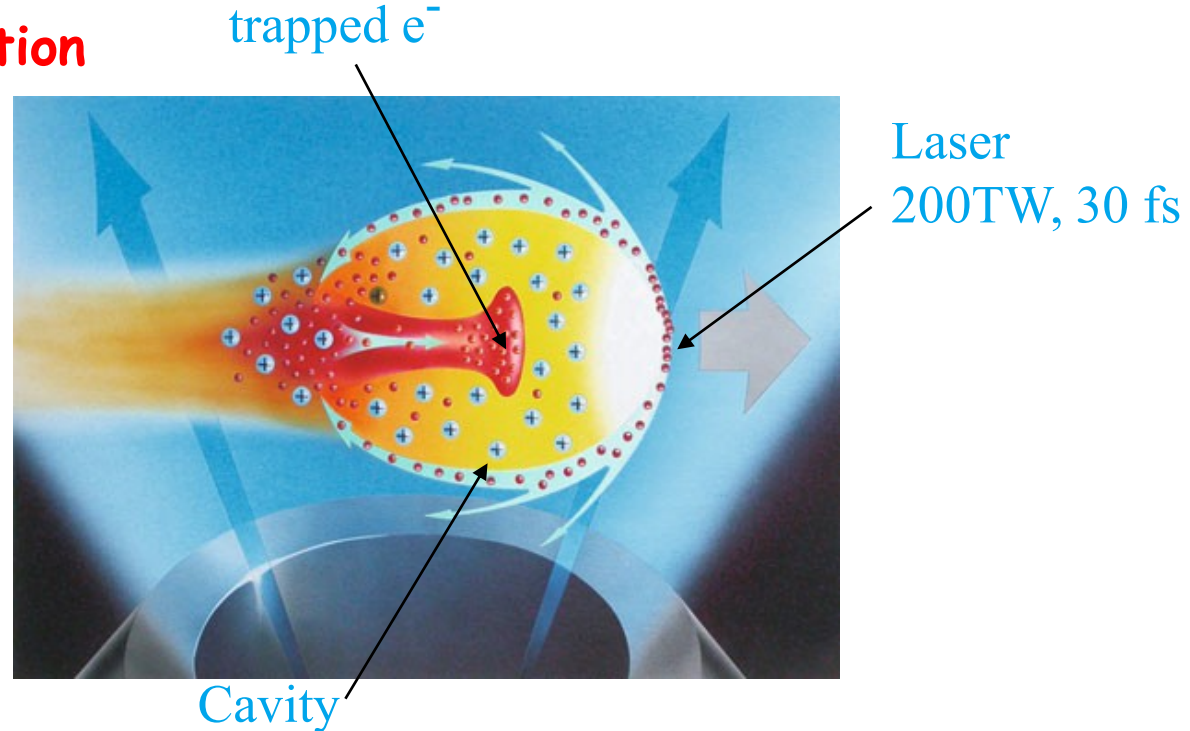 tion
trapped e⁻
Laser
200TW, 30 fs
Cavity